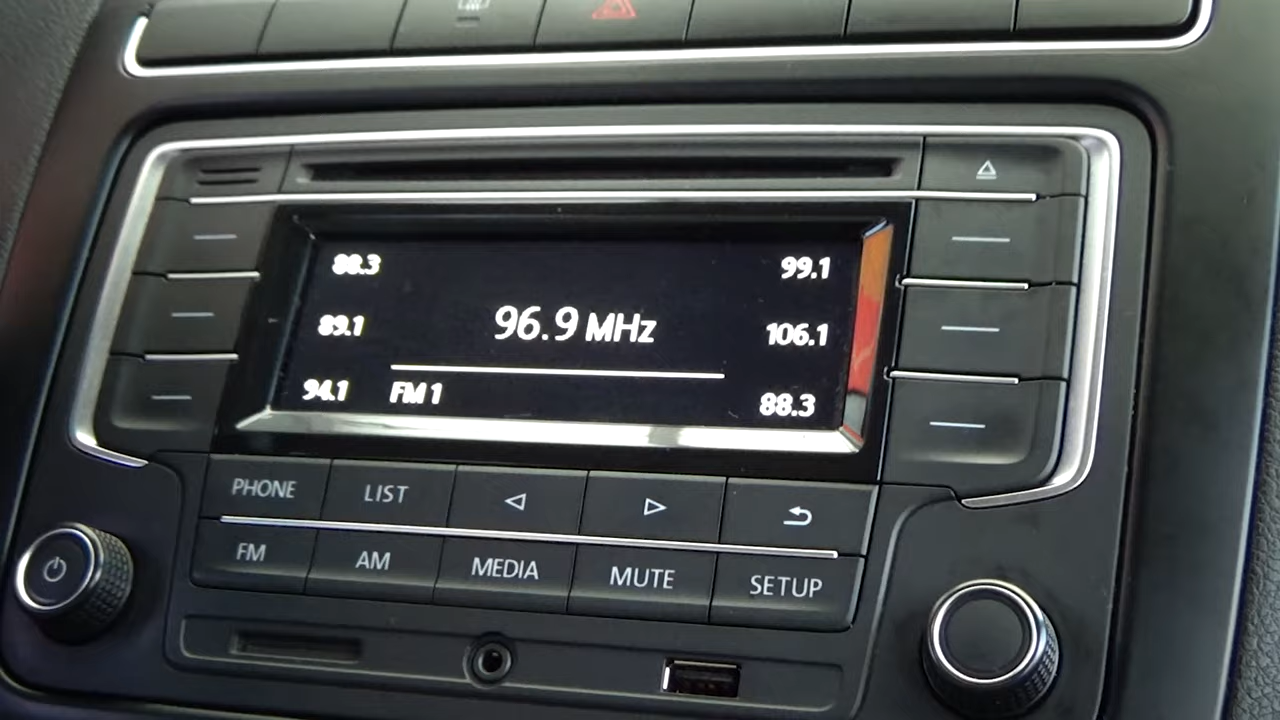 88.3
99.1
96.9 MHz
89.1
106.1
94.1
FM 1
88.3
PHONE
LIST
FM
AM
MEDIA
MUTE
SETUP